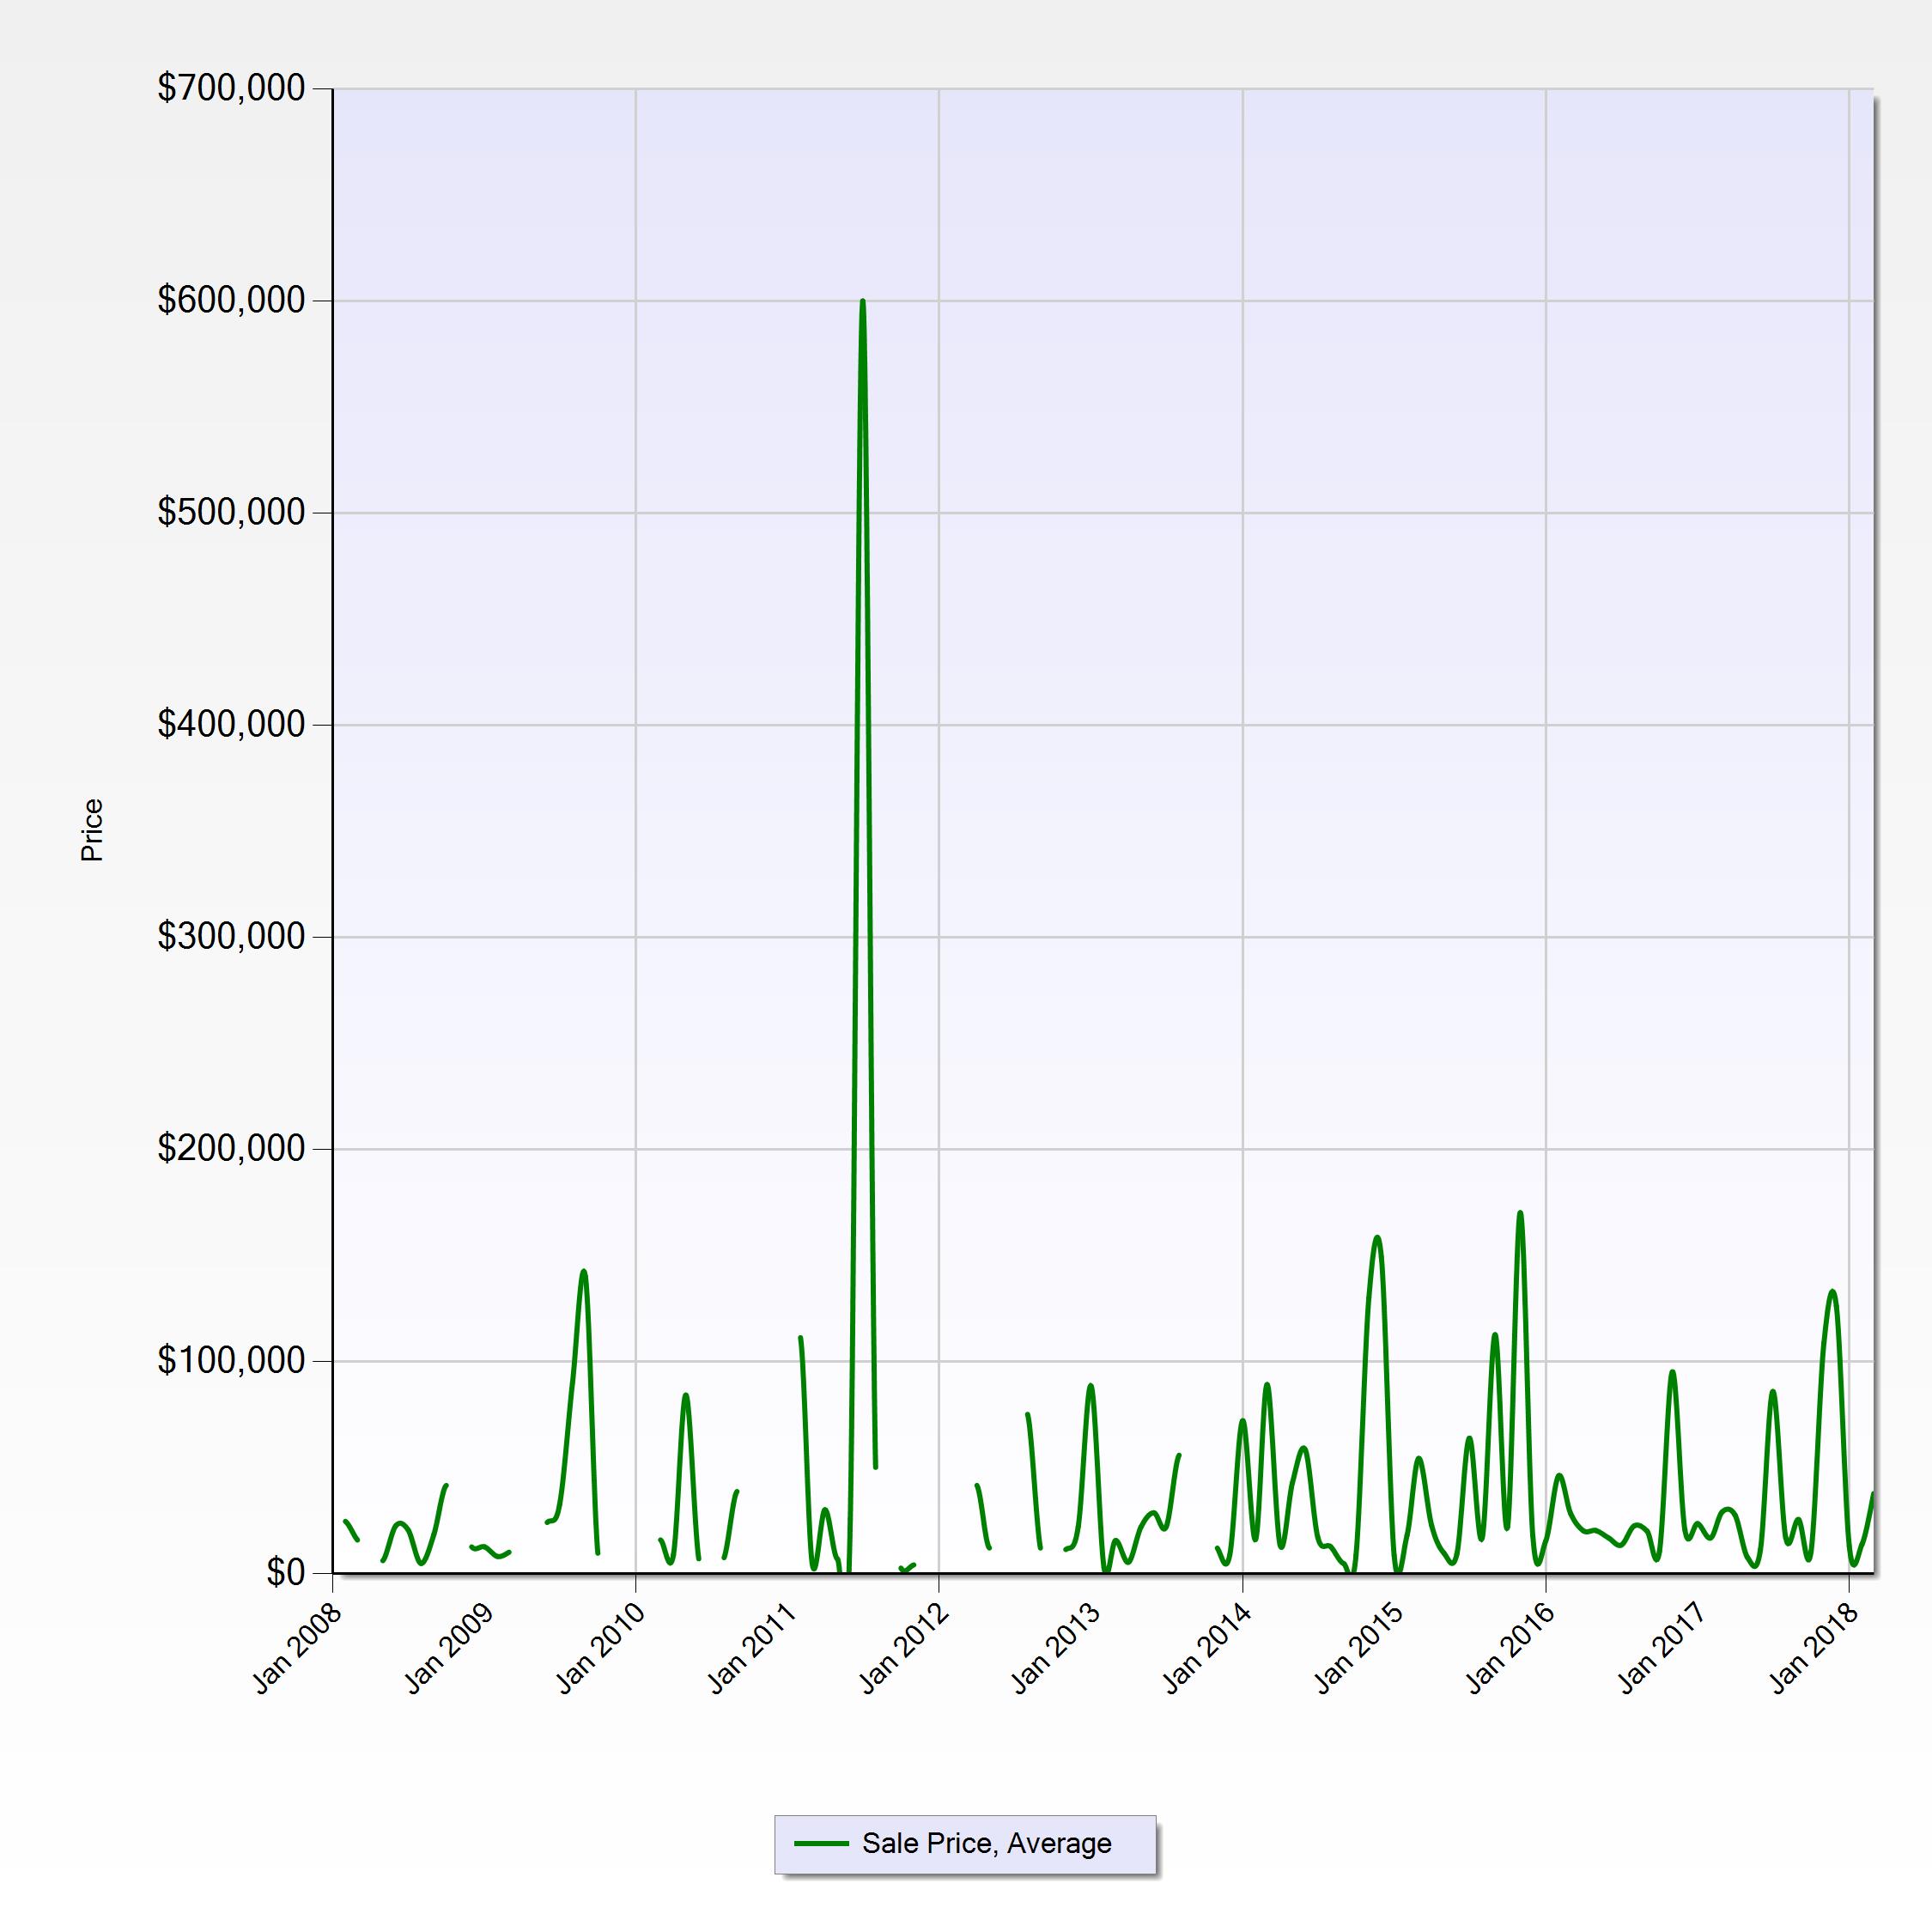 $700,000
$600,000
$500,000
$400,000
$300,000
$200,000
$100,000
$0
Price
Jan 2008
Jan 2009
Jan 2010
Jan 2011
Jan 2012
Jan 2013
Jan 2014
Jan 2015
Jan 2016
Jan 2017
Jan 2018
Sale Price, Average